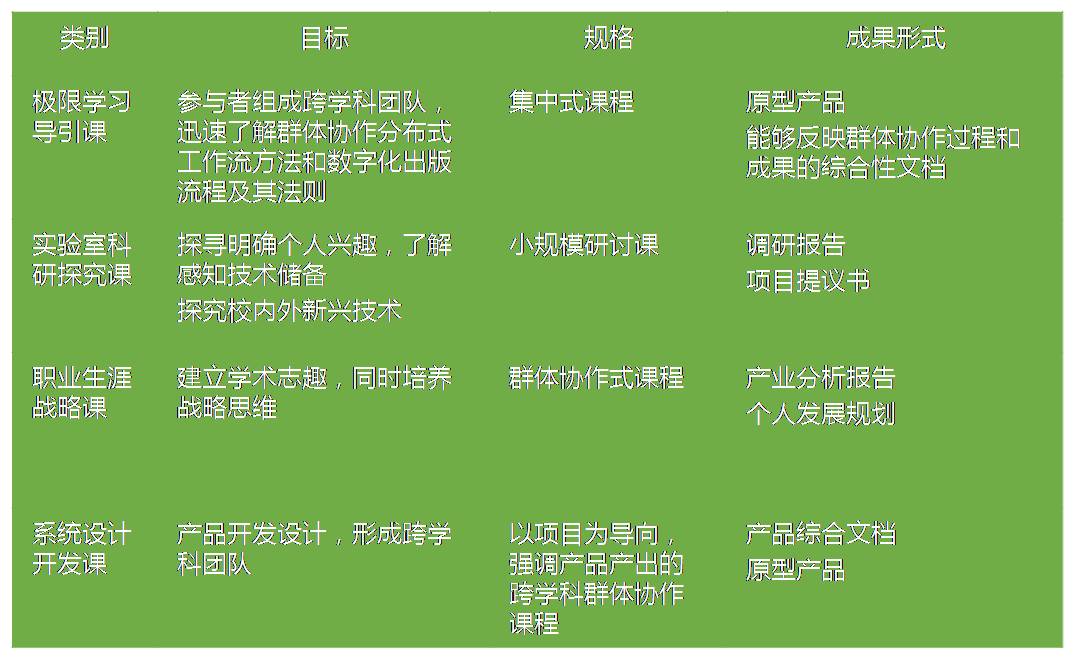 类别 目标 规格 成果形式
极限学习
导引课
参与者组成跨学科团队，
迅速了解群体协作分布式
工作流方法和数字化出版
流程及其法则
集中式课程
原型产品
能够反映群体协作过程和
成果的综合性文档
实验室科
研探究课
探寻明确个人兴趣，了解
感知技术储备
探究校内外新兴技术
小规模研讨课
调研报告
项目提议书
职业生涯
战略课
建立学术志趣，同时培养
战略思维
群体协作式课程
产业分析报告
个人发展规划
系统设计
开发课
产品开发设计，形成跨学
科团队
以项目为导向，
强调产品产出的
跨学科群体协作
课程
产品综合文档
原型产品